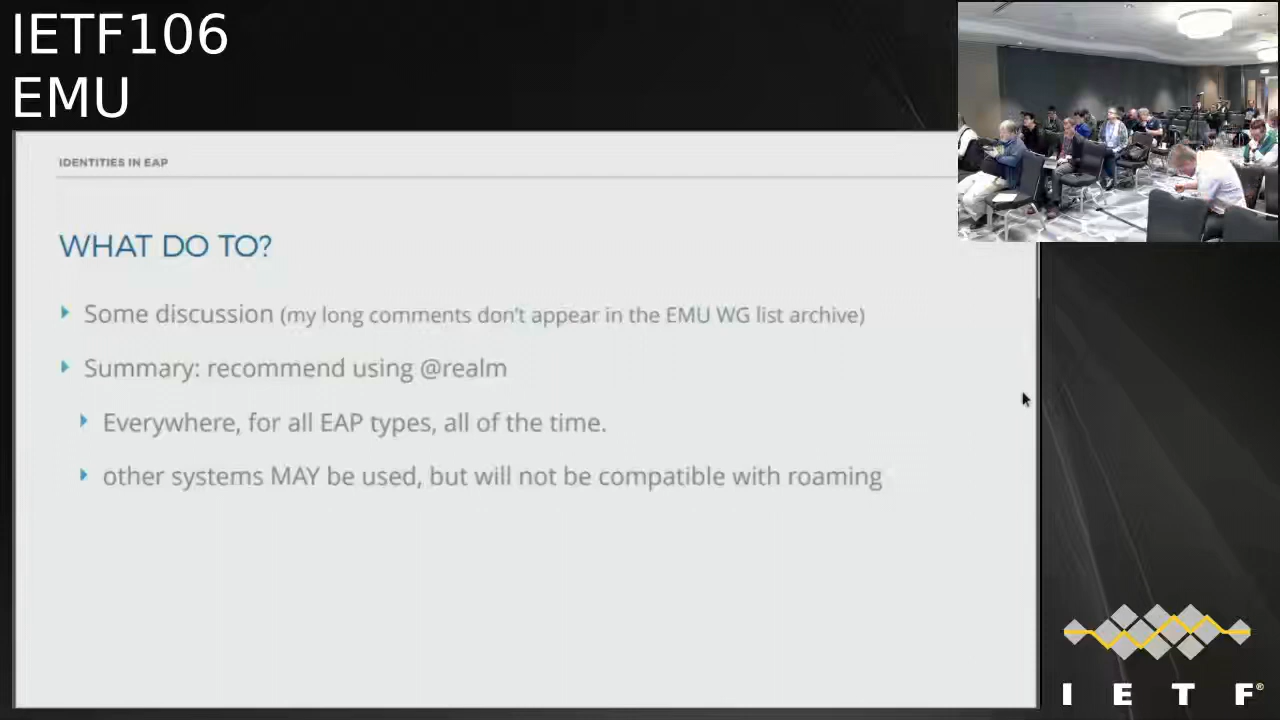 IETF106
EMU
IDENTITIES IN EAP
WHAT DO TO?
Some discussion (my long comments don't appear in the EMU WG list archive)
Summary: recommend using @realm
Everywhere, for all EAP types, all of the time.
other systems MAY be used, but will not be compatible with roaming
I E T F®